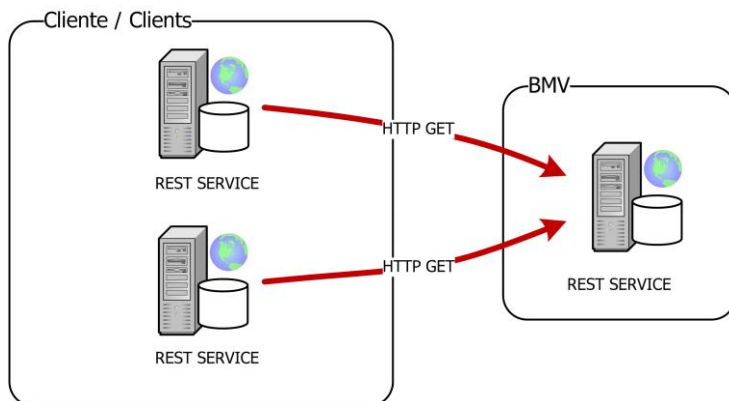 Cliente / Clients
BMV
HTTP GET
REST SERVICE
HTTP GET
REST SERVICE
REST SERVICE